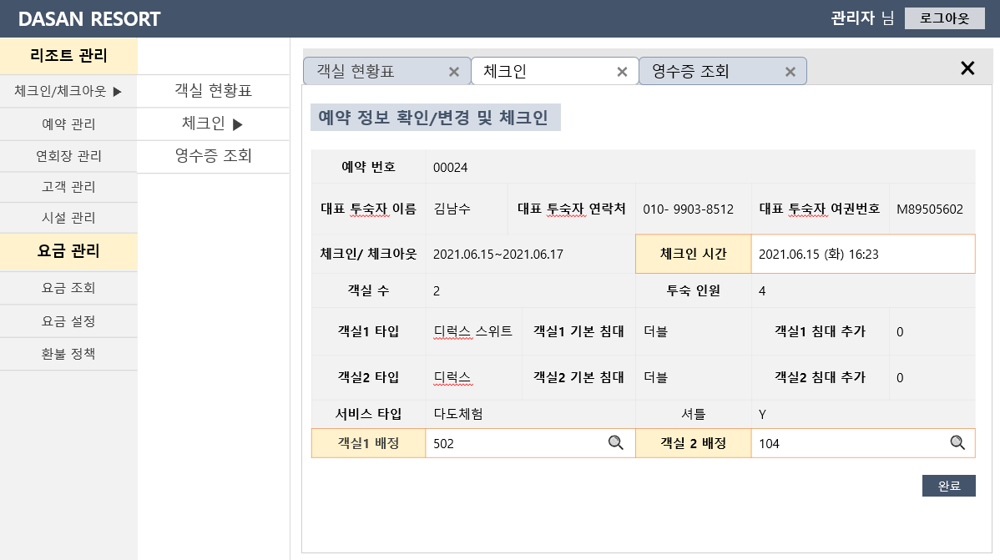 DASAN RESORT
관리자 님
로그아웃
리조트 관리
체크인/체크아웃 ▶
예약 관리
연회장 관리
고객 관리
시설 관리
요금 관리
요금 조회
요금 설정
환불 정책
객실 현황표
체크인 ▶
영수증 조회
객실 현황표 ×
체크인 ×
영수증 조회 ×
예약 정보 확인/변경 및 체크인
예약 번호 00024
대표 투숙자 이름 김남수 대표 투숙자 연락처 010- 9903-8512 대표 투숙자 여권번호 M89505602
체크인/ 체크아웃 2021.06.15~2021.06.17 체크인 시간 2021.06.15 (화) 16:23
객실 수 2 투숙 인원 4
객실1 타입 디럭스 스위트 객실1 기본 침대 더블 객실1 침대 추가 0
객실2 타입 디럭스 객실2 기본 침대 더블 객실2 침대 추가 0
서비스 타입 다도체험 셔틀 Y
객실1 배정 502 객실 2 배정 104
완료